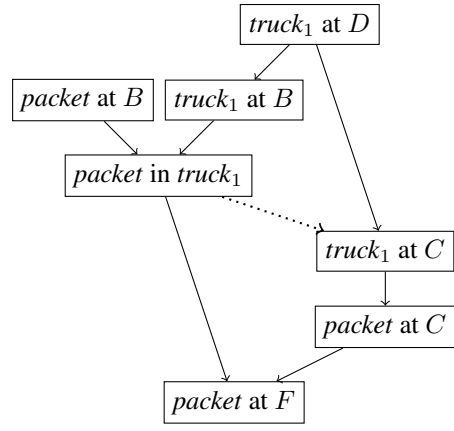 truck₁ at D
packet at B
truck₁ at B
packet in truck₁
truck₁ at C
packet at C
packet at F